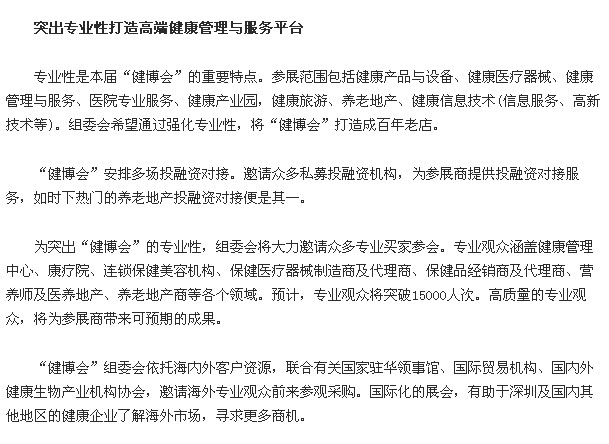 突出专业性打造高端健康管理与服务平台
专业性是本届“健博会”的重要特点。参展范围包括健康产品与设备、健康医疗器械、健康
管理与服务、医院专业服务、健康产业园，健康旅游、养老地产、健康信息技术(信息服务、高新
技术等)。组委会希望通过强化专业性，将“健博会”打造成百年老店。
“健博会”安排多场投融资对接。邀请众多私募投融资机构，为参展商提供投融资对接服
务，如时下热门的养老地产投融资对接便是其一。
为突出“健博会”的专业性，组委会将大力邀请众多专业买家参会。专业观众涵盖健康管理
中心、康疗院、连锁保健美容机构、保健医疗器械制造商及代理商、保健品经销商及代理商、营
养师及医养地产、养老地产商等各个领域。预计，专业观众将突破15000人次。高质量的专业观
众，将为参展商带来可预期的成果。
“健博会”组委会依托海内外客户资源，联合有关国家驻华领事馆、国际贸易机构、国内外
健康生物产业机构协会，邀请海外专业观众前来参观采购。国际化的展会，有助于深圳及国内其
他地区的健康企业了解海外市场，寻求更多商机。